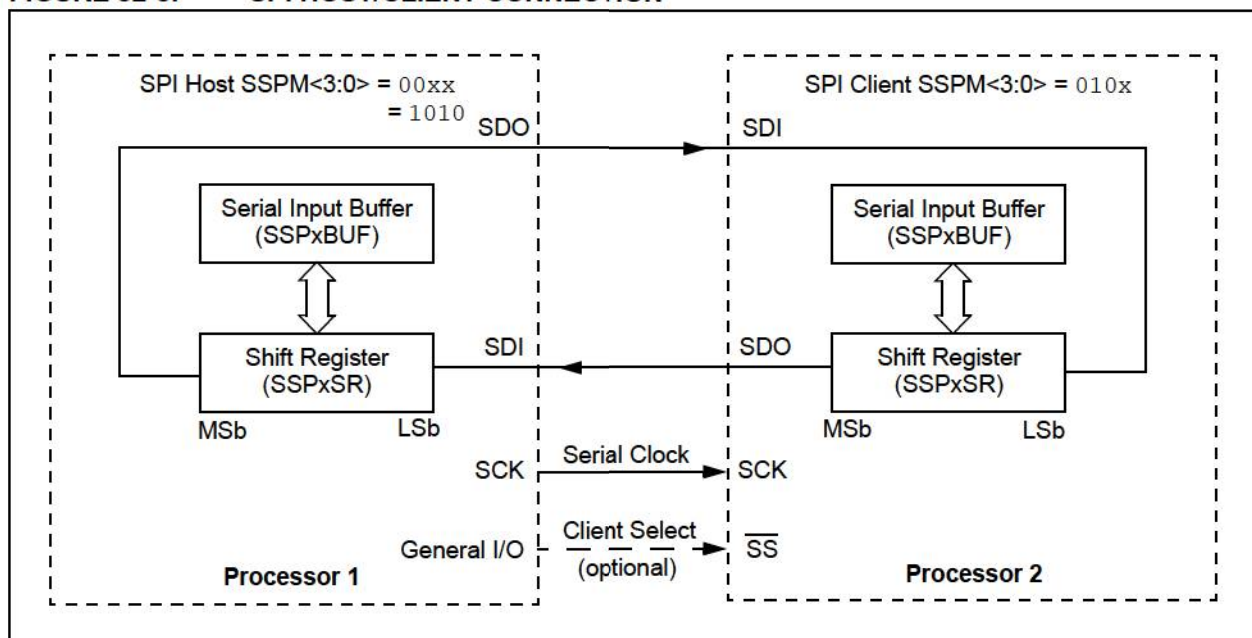 SPI Host SSPM<3:0> = 00xx
= 1010
SPI Client SSPM<3:0> = 010x
SDO
SDI
Serial Input Buffer
(SSPxBUF)
Serial Input Buffer
(SSPxBUF)
Shift Register
(SSPxSR)
SDI
SDO
Shift Register
(SSPxSR)
MSb
LSb
MSb
LSb
SCK
Serial Clock
SCK
General I/O
Client Select
(optional)
SS
Processor 1
Processor 2